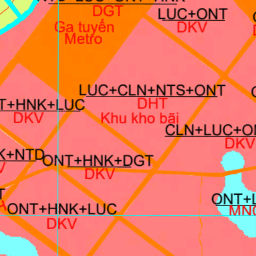 LUC+ONT
DGT
DKV
Ga tuyến
Metro
LUC+CLN+NTS+ONT
T+HNK+LUC
DHT
DKV
Khu kho bãi
CLN+LUC+O
DKV
K+NTD
ONT+HNK+DGT
DKV
ONT+L
ONT+HNK+LUC
MN
DKV